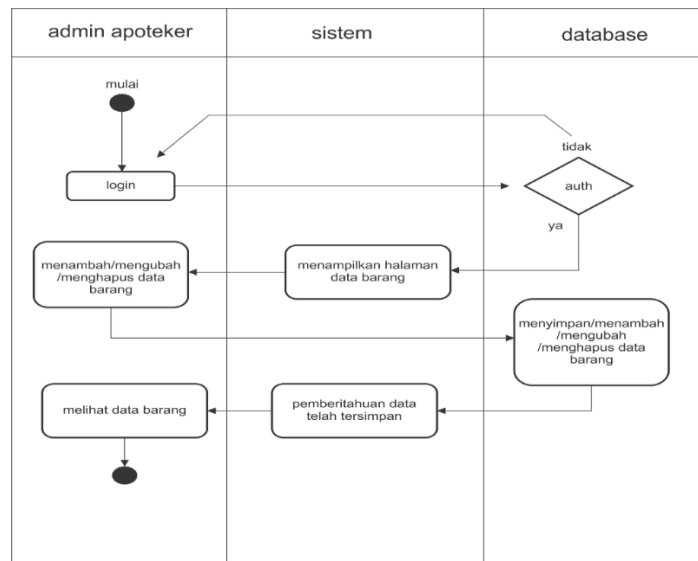 admin apoteker
sistem
database
mulai
tidak
login
auth
ya
menambah/mengubah
/menghapus data
barang
menampilkan halaman
data barang
menyimpan/menambah
/mengubah
/menghapus data
barang
melihat data barang
pemberitahuan data
telah tersimpan